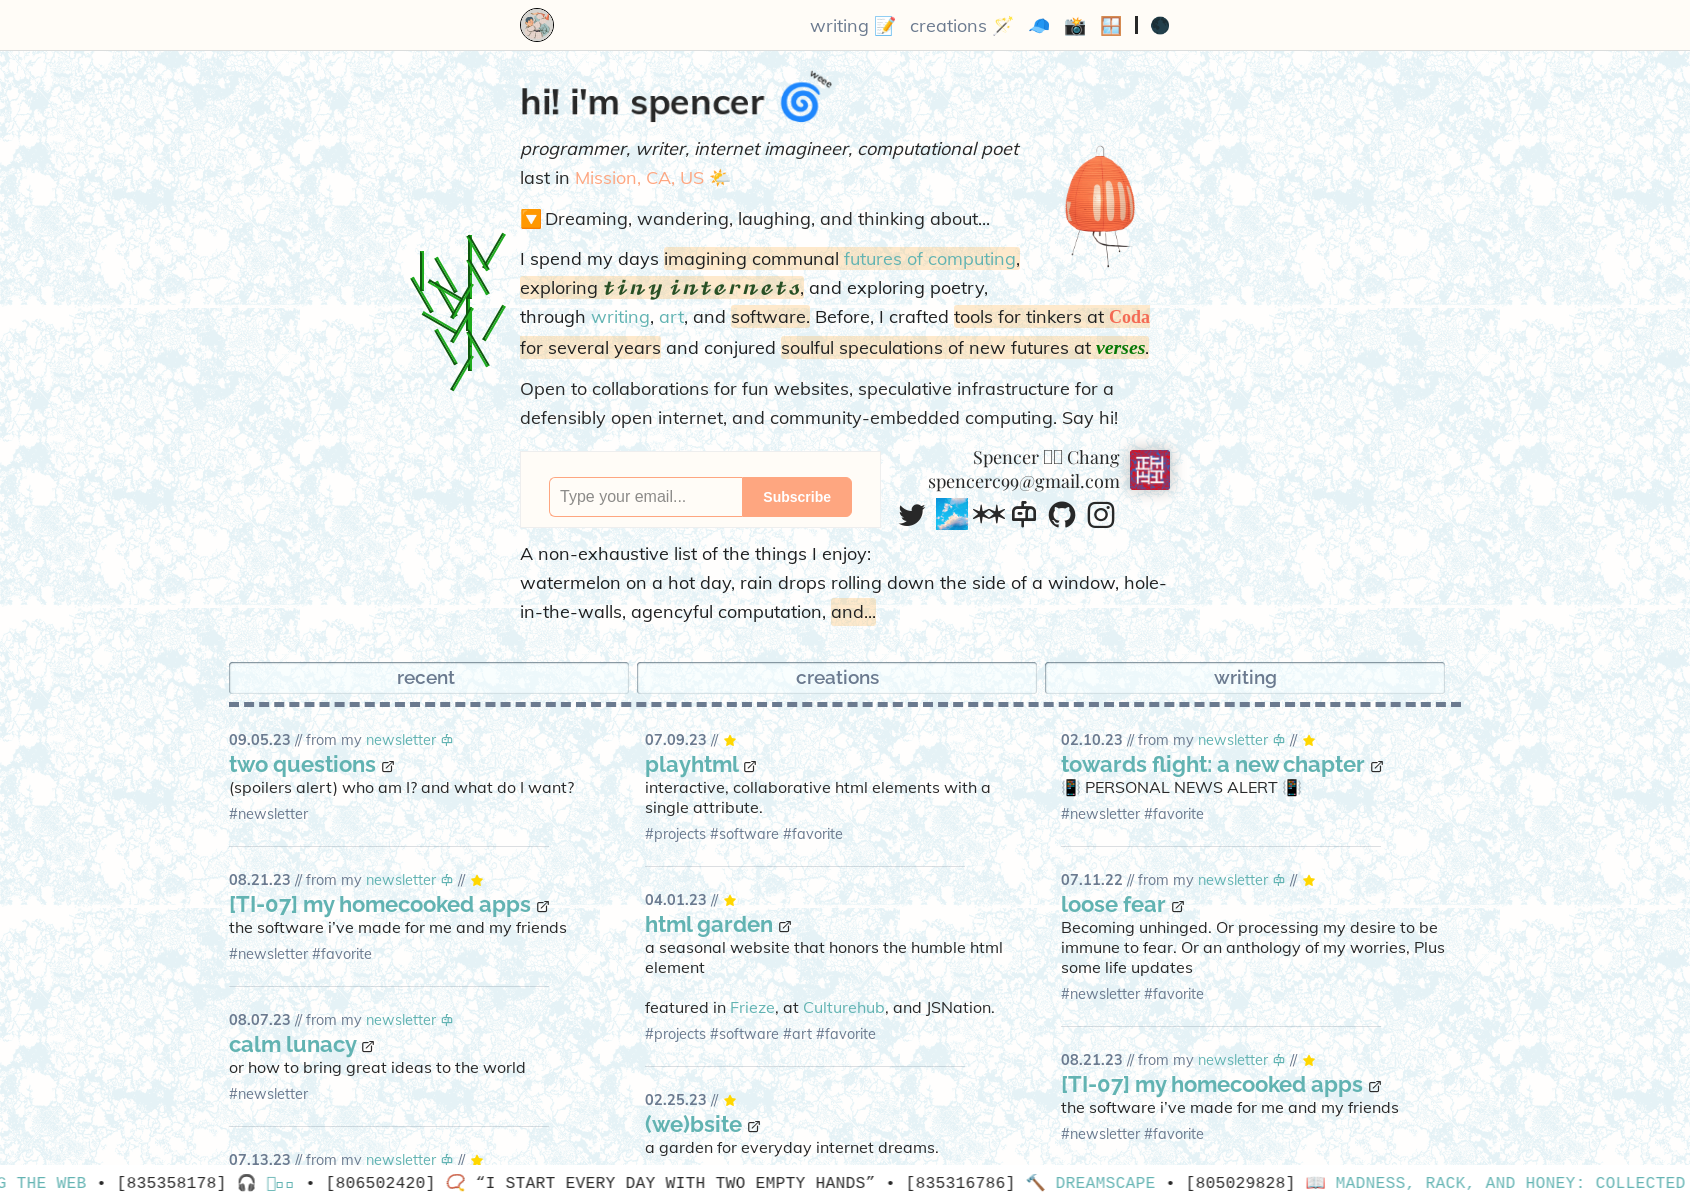 writing 📝 creations 🪄 🧢 📸 🪟 | 🌑
weee
hi! i'm spencer 🌀
programmer, writer, internet imagineer, computational poet
last in Mission, CA, US 🌤️
🔽 Dreaming, wandering, laughing, and thinking about...
I spend my days imagining communal futures of computing,
exploring tiny internets, and exploring poetry,
through writing, art, and software. Before, I crafted tools for tinkers at Coda
for several years and conjured soulful speculations of new futures at verses.
Open to collaborations for fun websites, speculative infrastructure for a
defensibly open internet, and community-embedded computing. Say hi!
Type your email...
Subscribe
Spencer Chang
spencerc99@gmail.com
A non-exhaustive list of the things I enjoy:
watermelon on a hot day, rain drops rolling down the side of a window, hole-
in-the-walls, agencyful computation, and...
recent
creations
writing
09.05.23 // from my newsletter
two questions
(spoilers alert) who am I? and what do I want?
#newsletter
08.21.23 // from my newsletter // ⭐
[TI-07] my homecooked apps
the software i've made for me and my friends
#newsletter #favorite
08.07.23 // from my newsletter
calm lunacy
or how to bring great ideas to the world
#newsletter
07.13.23 // from my newsletter // ⭐
07.09.23 // ⭐
playhtml
interactive, collaborative html elements with a
single attribute.
#projects #software #favorite
04.01.23 // ⭐
html garden
a seasonal website that honors the humble html
element
featured in Frieze, at Culturehub, and JSNation.
#projects #software #art #favorite
02.25.23 // ⭐
(we)bsite
a garden for everyday internet dreams.
02.10.23 // from my newsletter // ⭐
towards flight: a new chapter
📳 PERSONAL NEWS ALERT 📳
#newsletter #favorite
07.11.22 // from my newsletter // ⭐
loose fear
Becoming unhinged. Or processing my desire to be
immune to fear. Or an anthology of my worries, Plus
some life updates
#newsletter #favorite
08.21.23 // from my newsletter // ⭐
[TI-07] my homecooked apps
the software i've made for me and my friends
#newsletter #favorite
G THE WEB • [835358178] 🎧 • [806502420] 📿 “I START EVERY DAY WITH TWO EMPTY HANDS” • [835316786] 🔨 DREAMSCAPE • [805029828] 📖 MADNESS, RACK, AND HONEY: COLLECTED